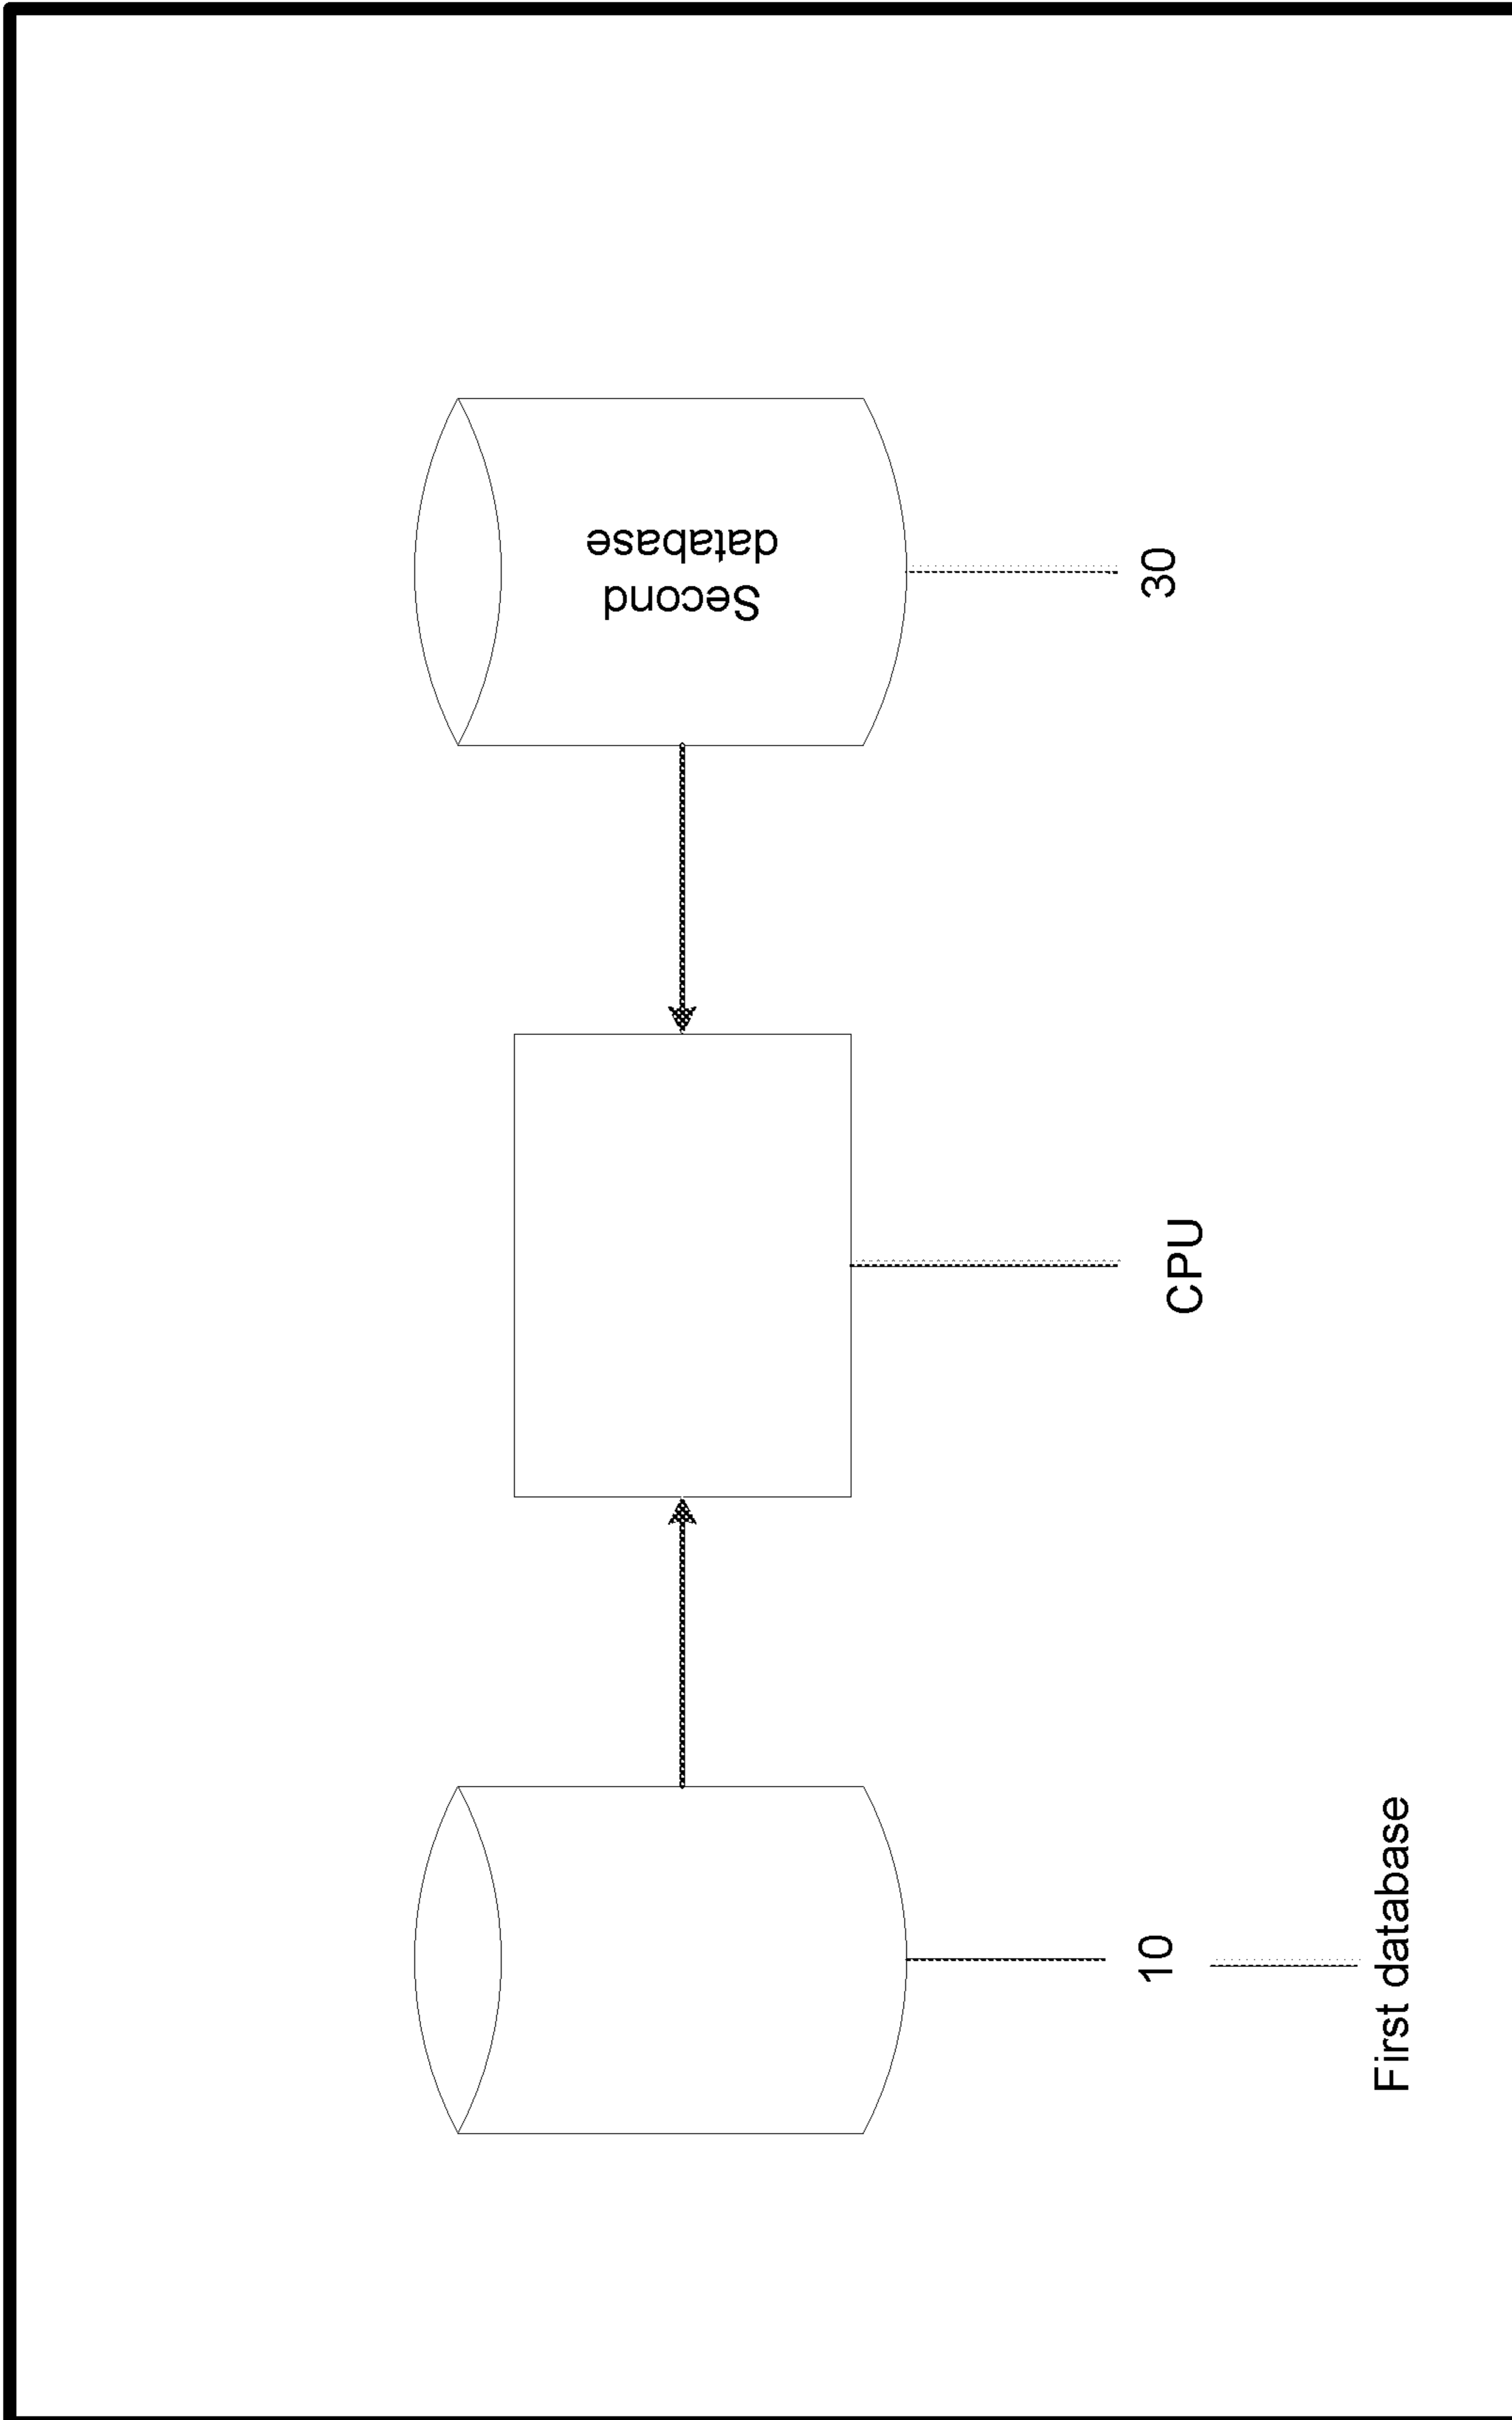 Second
database
30
CPU
10
First database